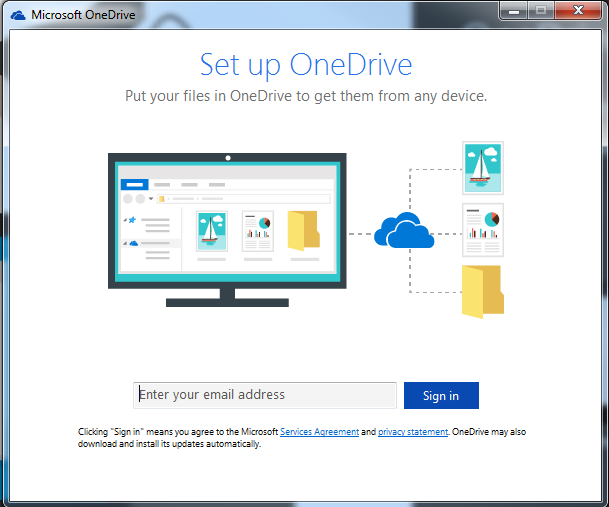 Microsoft OneDrive
Set up OneDrive
Put your files in OneDrive to get them from any device.
Enter your email address
Sign in
Clicking "Sign in" means you agree to the Microsoft Services Agreement and privacy statement. OneDrive may also
download and install its updates automatically.